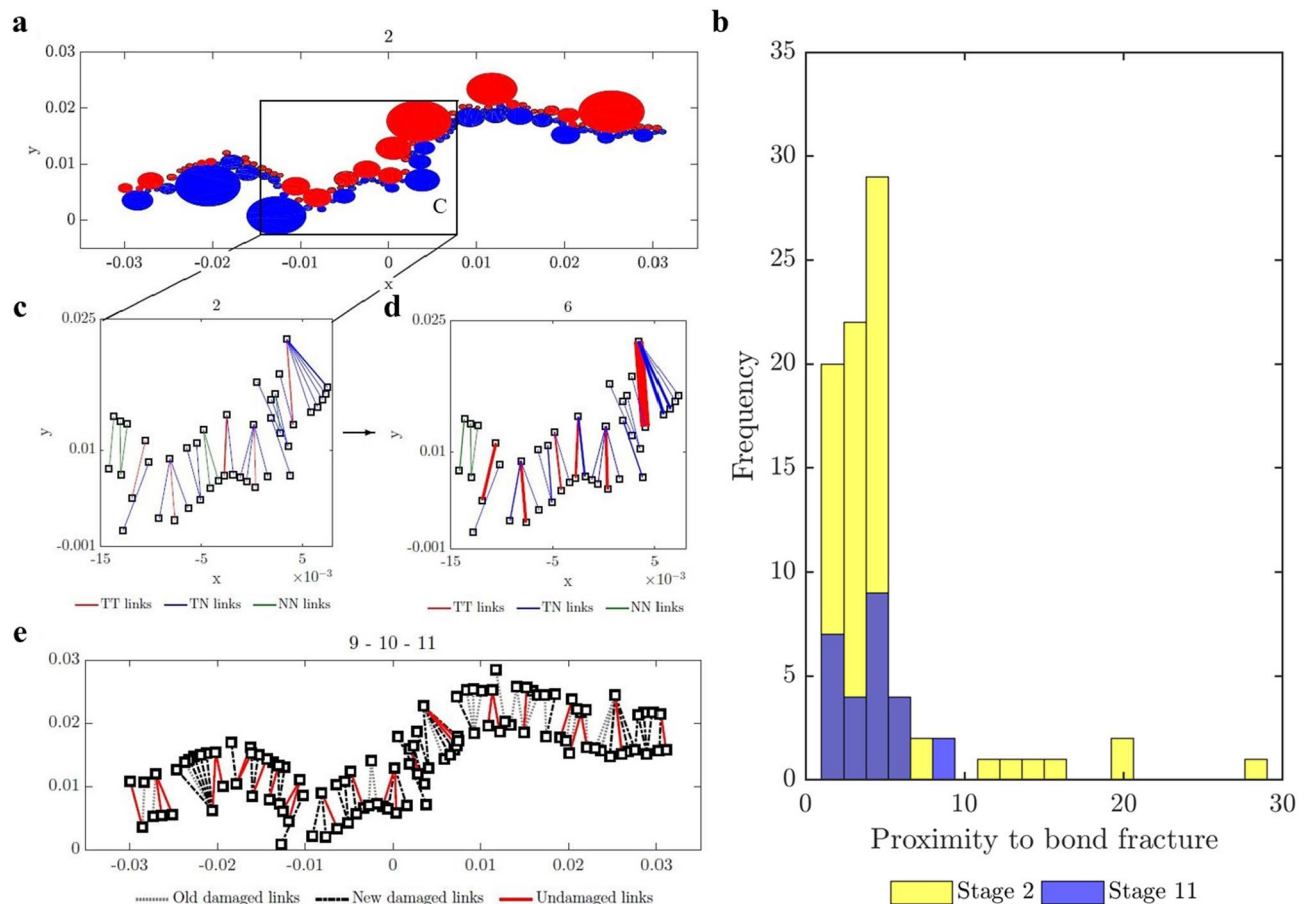 a
2
0.03
0.02
0.01
0
y
C
-0.03
-0.02
-0.01
0
0.01
0.02
0.03
x
c
2
0.025
0.01
-0.001
y
-15
-5
5
×10⁻³
x
TT links TN links NN links
d
6
0.025
0.01
-0.001
y
-15
-5
5
×10⁻³
x
TT links TN links NN links
e
9 - 10 - 11
0.03
0.02
0.01
0
-0.03
-0.02
-0.01
0
0.01
0.02
0.03
Old damaged links New damaged links Undamaged links
b
35
30
25
20
15
10
5
0
Frequency
0
10
20
30
Proximity to bond fracture
Stage 2 Stage 11